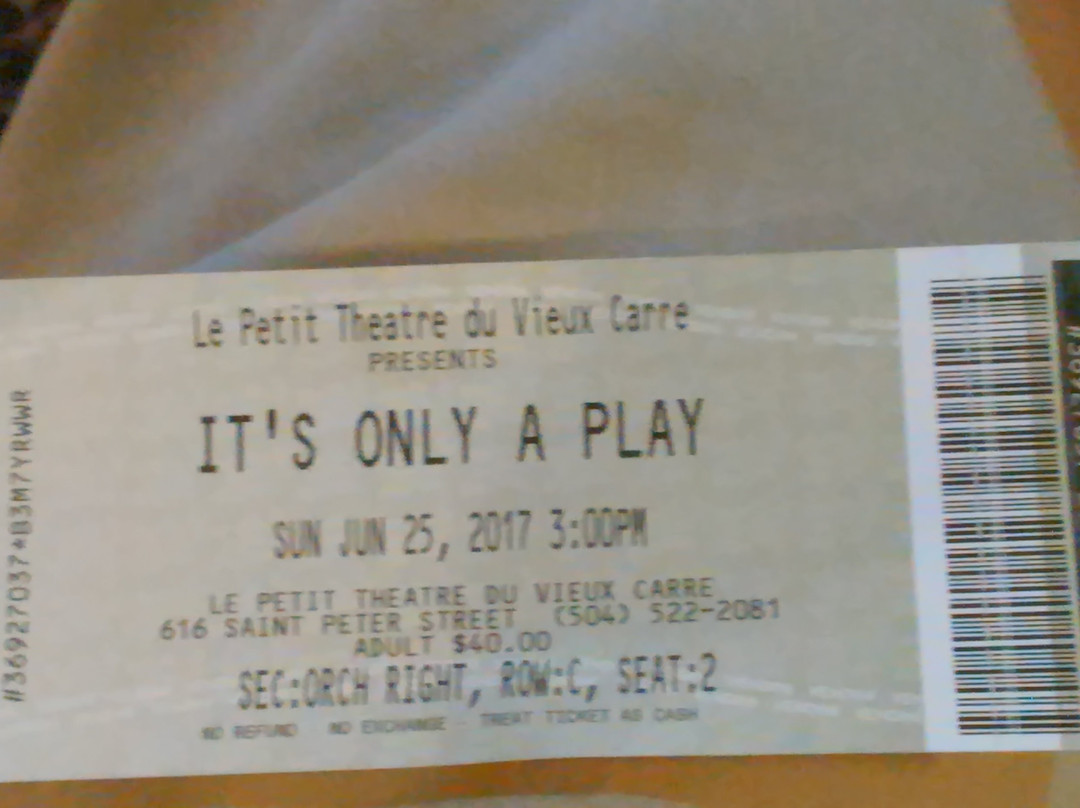 Le Petit Theatre du Vieux Carre
PRESENTS
IT'S ONLY A PLAY
SUN JUN 25, 2017 3:00PM
LE PETIT THEATRE DU VIEUX CARRE
616 SAINT PETER STREET (504) 522-2081
ADULT $40.00
SEC:ORCH RIGHT, ROW:C, SEAT:2
NO REFUND NO EXCHANGE - TREAT TICKET AS CASH
#36927037*B3M7YRWWR